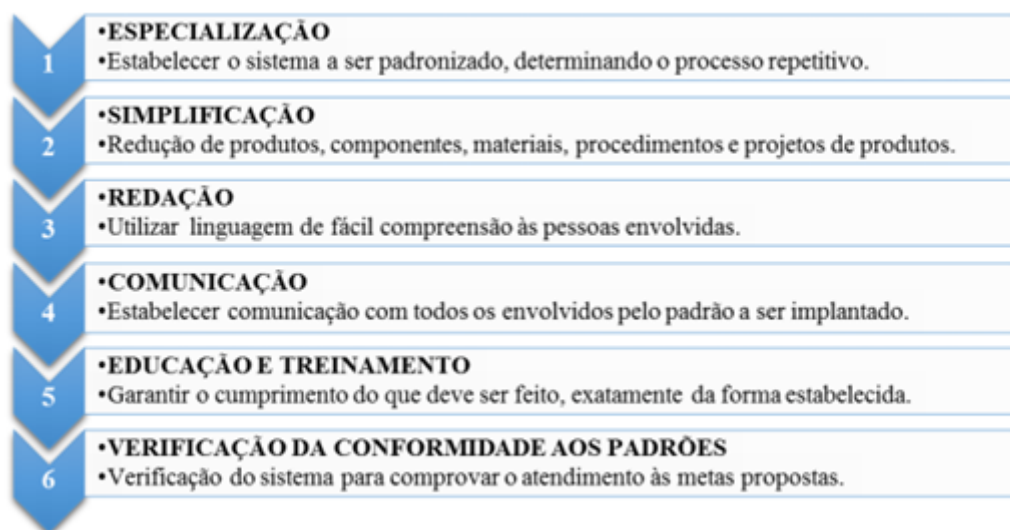 1
•ESPECIALIZAÇÃO
•Estabelecer o sistema a ser padronizado, determinando o processo repetitivo.
2
•SIMPLIFICAÇÃO
•Redução de produtos, componentes, materiais, procedimentos e projetos de produtos.
3
•REDAÇÃO
•Utilizar linguagem de fácil compreensão às pessoas envolvidas.
4
•COMUNICAÇÃO
•Estabelecer comunicação com todos os envolvidos pelo padrão a ser implantado.
5
•EDUCAÇÃO E TREINAMENTO
•Garantir o cumprimento do que deve ser feito, exatamente da forma estabelecida.
6
•VERIFICAÇÃO DA CONFORMIDADE AOS PADRÕES
•Verificação do sistema para comprovar o atendimento às metas propostas.